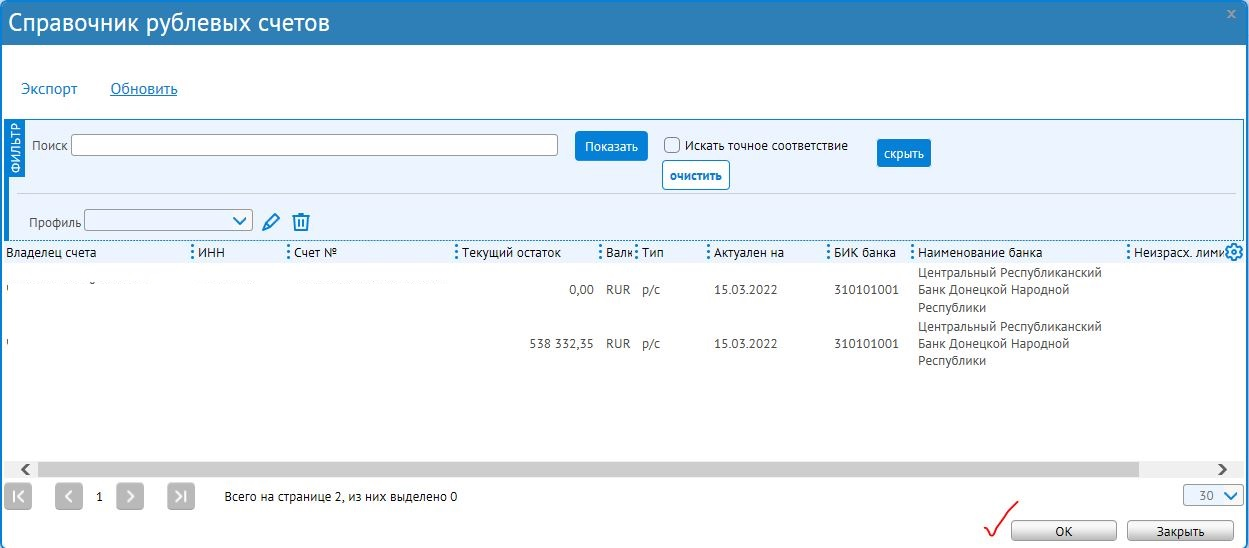 Справочник рублевых счетов
x
Экспорт Обновить
ФИЛЬТР
Поиск Показать Искать точное соответствие скрыть
очистить
Профиль
Владелец счета ИНН Счет № Текущий остаток Валю Тип Актуален на БИК банка Наименование банка Неизрасх. лими
Центральный Республиканский
0,00 RUR р/с 15.03.2022 310101001 Банк Донецкой Народной
Республики
Центральный Республиканский
538 332,35 RUR р/с 15.03.2022 310101001 Банк Донецкой Народной
Республики
1 Всего на странице 2, из них выделено 0 30
ОК Закрыть